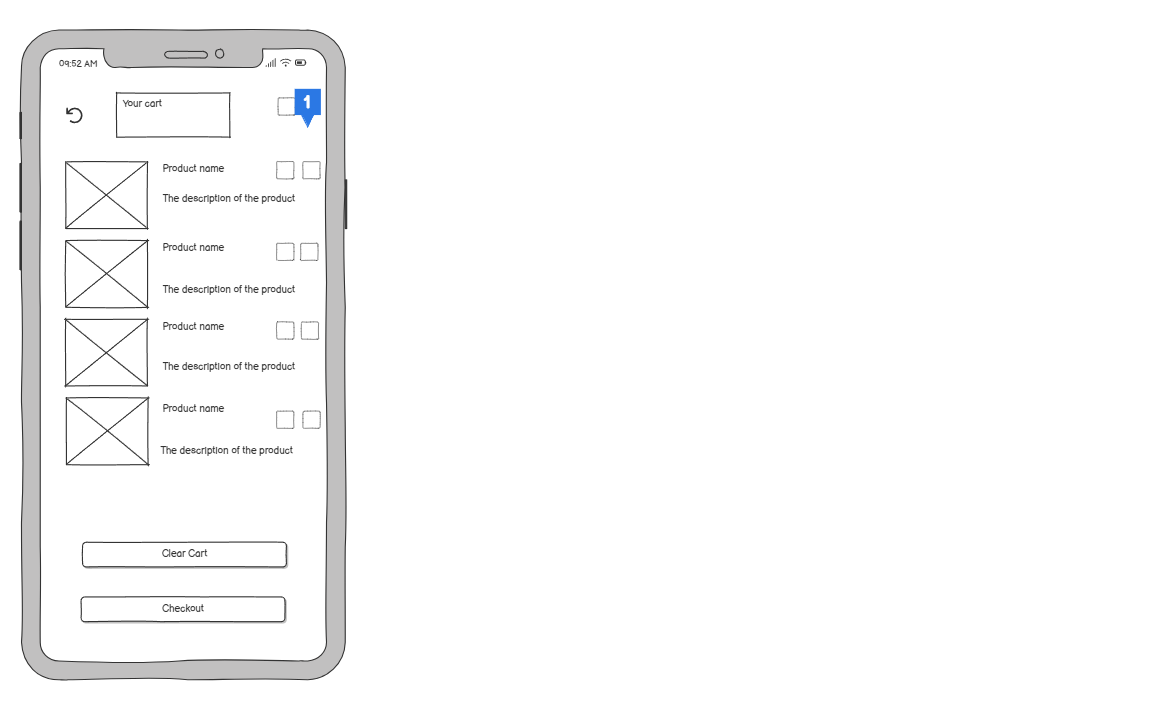 09:52 AM
Your cart
1
Product name
The description of the product
Product name
The description of the product
Product name
The description of the product
Product name
The description of the product
Clear Cart
Checkout